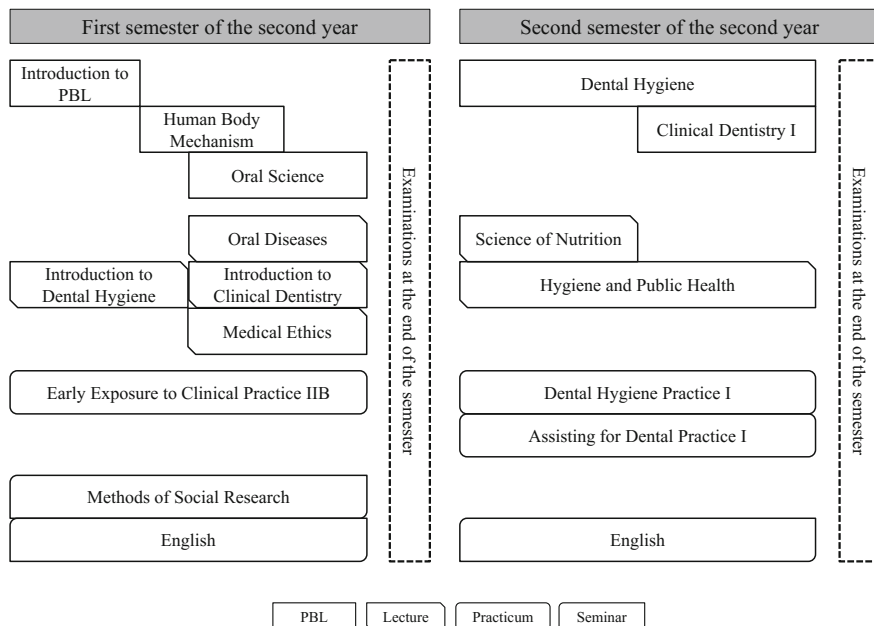 First semester of the second year
Introduction to
PBL
Human Body
Mechanism
Oral Science
Oral Diseases
Introduction to
Dental Hygiene
Introduction to
Clinical Dentistry
Medical Ethics
Early Exposure to Clinical Practice IIB
Methods of Social Research
English
Examinations at the end of the semester
Second semester of the second year
Dental Hygiene
Clinical Dentistry I
Science of Nutrition
Hygiene and Public Health
Dental Hygiene Practice I
Assisting for Dental Practice I
English
Examinations at the end of the semester
PBL
Lecture
Practicum
Seminar